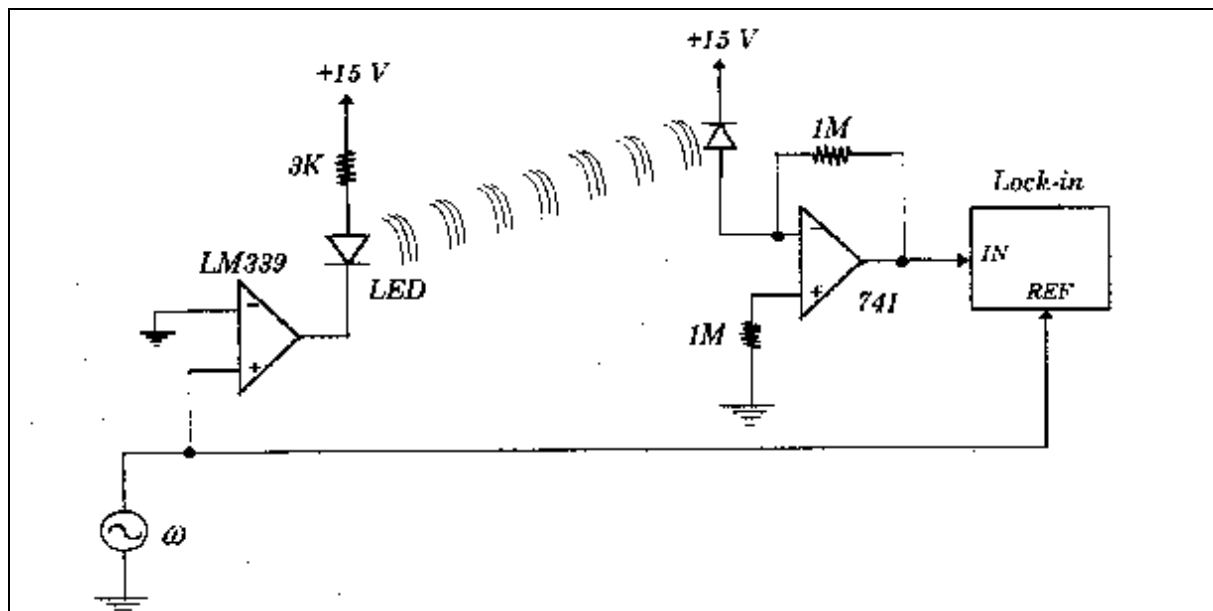 +15 V
+15 V
1M
3K
Lock-in
LM339
IN
LED
741
REF
1M
ω